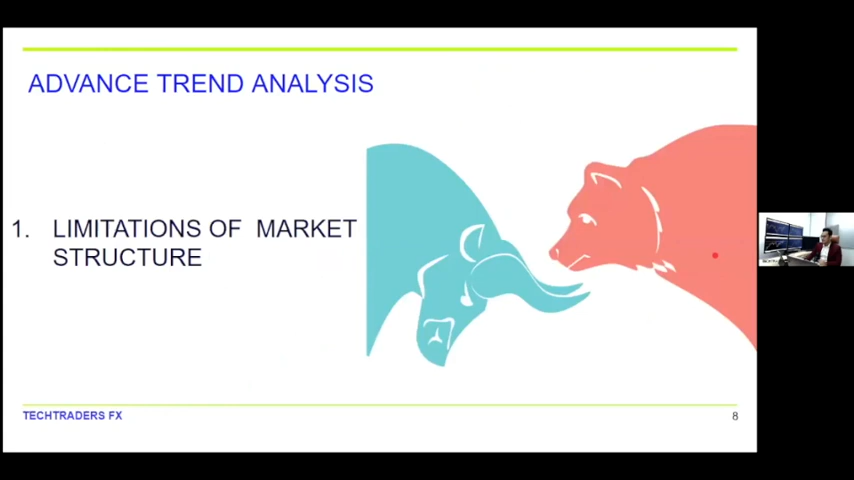 ADVANCE TREND ANALYSIS
1. LIMITATIONS OF MARKET
STRUCTURE
TECHTRADERS FX
8